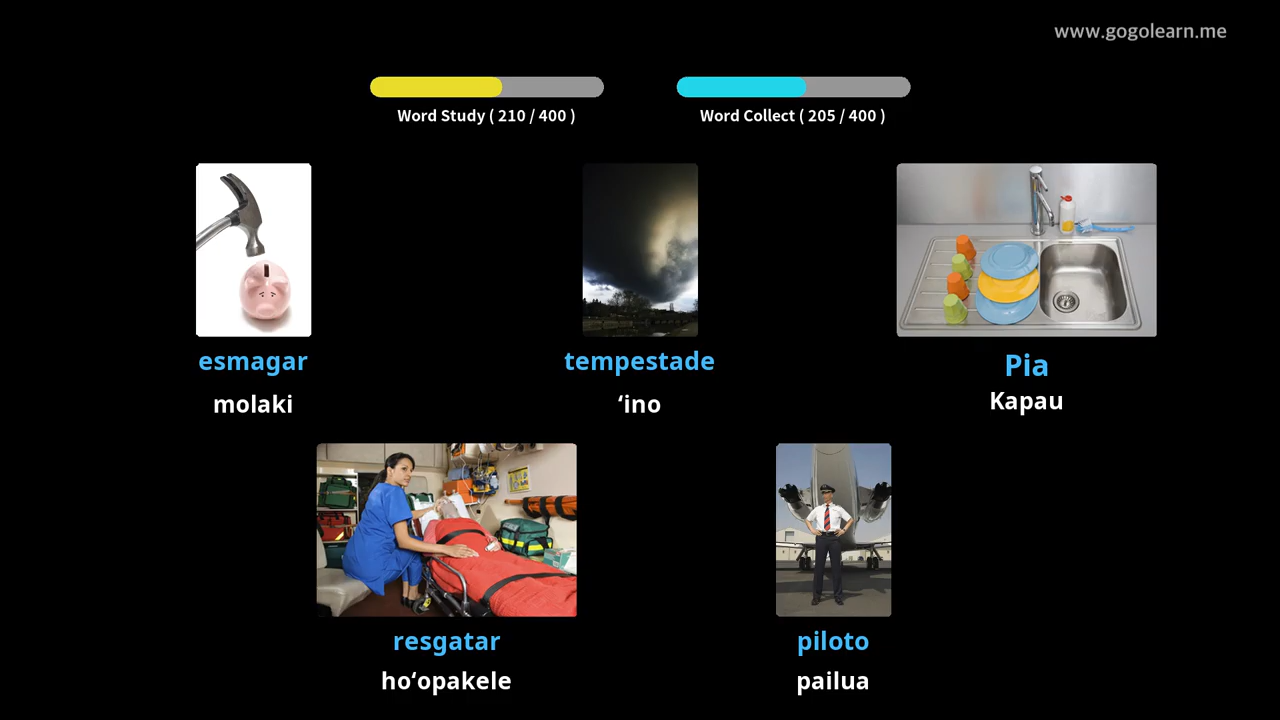 www.gogolearn.me
Word Study ( 210 / 400 )
Word Collect ( 205 / 400 )
esmagar
molaki
tempestade
ʻino
Pia
Kapau
resgatar
hoʻopakele
piloto
pailua